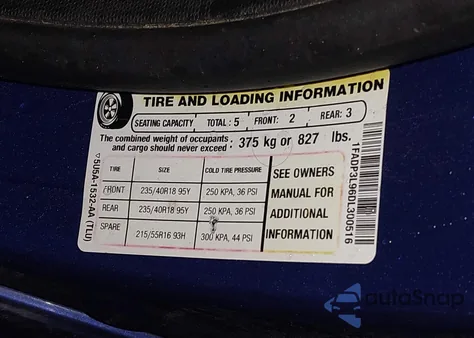 TIRE AND LOADING INFORMATION
SEATING CAPACITY TOTAL: 5 FRONT: 2 REAR: 3
The combined weight of occupants and cargo should never exceed 375 kg or 827 lbs.
TIRE SIZE COLD TIRE PRESSURE
FRONT 235/40R18 95Y 250 KPA, 36 PSI
REAR 235/40R18 95Y 250 KPA, 36 PSI
SPARE 215/55R16 93H 300 KPA, 44 PSI
SEE OWNERS
MANUAL FOR
ADDITIONAL
INFORMATION
5U5A-1532-AA (TLU)
1FADP3L96DL300516
autoSnap